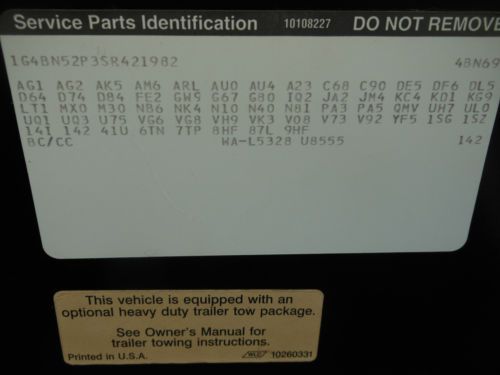 Service Parts Identification 10108227 DO NOT REMOVE
1G4BN52P3SR421982 4BN69
AG1 AG2 AK5 AM6 ARL AU0 AU4 A23 C68 C90 DE5 DF6 DL5
D64 D74 D84 FE2 GW9 G67 G80 IQ2 JA2 JM4 KC4 KD1 KG9
LT1 MX0 M30 NB6 NK4 N10 N40 N81 PA3 PA5 QMV UH7 UL0
UQ1 UQ3 U75 VG6 VG8 VH9 VK3 V08 V73 V92 YF5 1SG 1SZ
14I 142 41U 6TN 7TP 8HF 87L 9HF
BC/CC WA-L5328 U8555 142
This vehicle is equipped with an
optional heavy duty trailer tow package.
See Owner's Manual for
trailer towing instructions.
Printed in U.S.A. 10260331